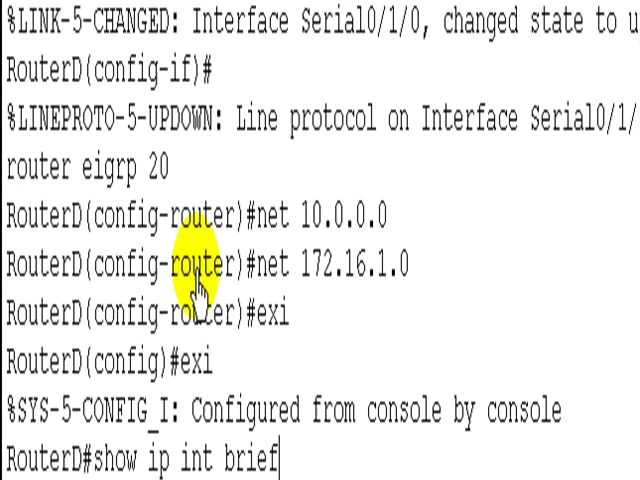 %LINK-5-CHANGED: Interface Serial0/1/0, changed state to u
RouterD(config-if)#
%LINEPROTO-5-UPDOWN: Line protocol on Interface Serial0/1/
router eigrp 20
RouterD(config-router)#net 10.0.0.0
RouterD(config-router)#net 172.16.1.0
RouterD(config-router)#exi
RouterD(config)#exi
%SYS-5-CONFIG_I: Configured from console by console
RouterD#show ip int brief